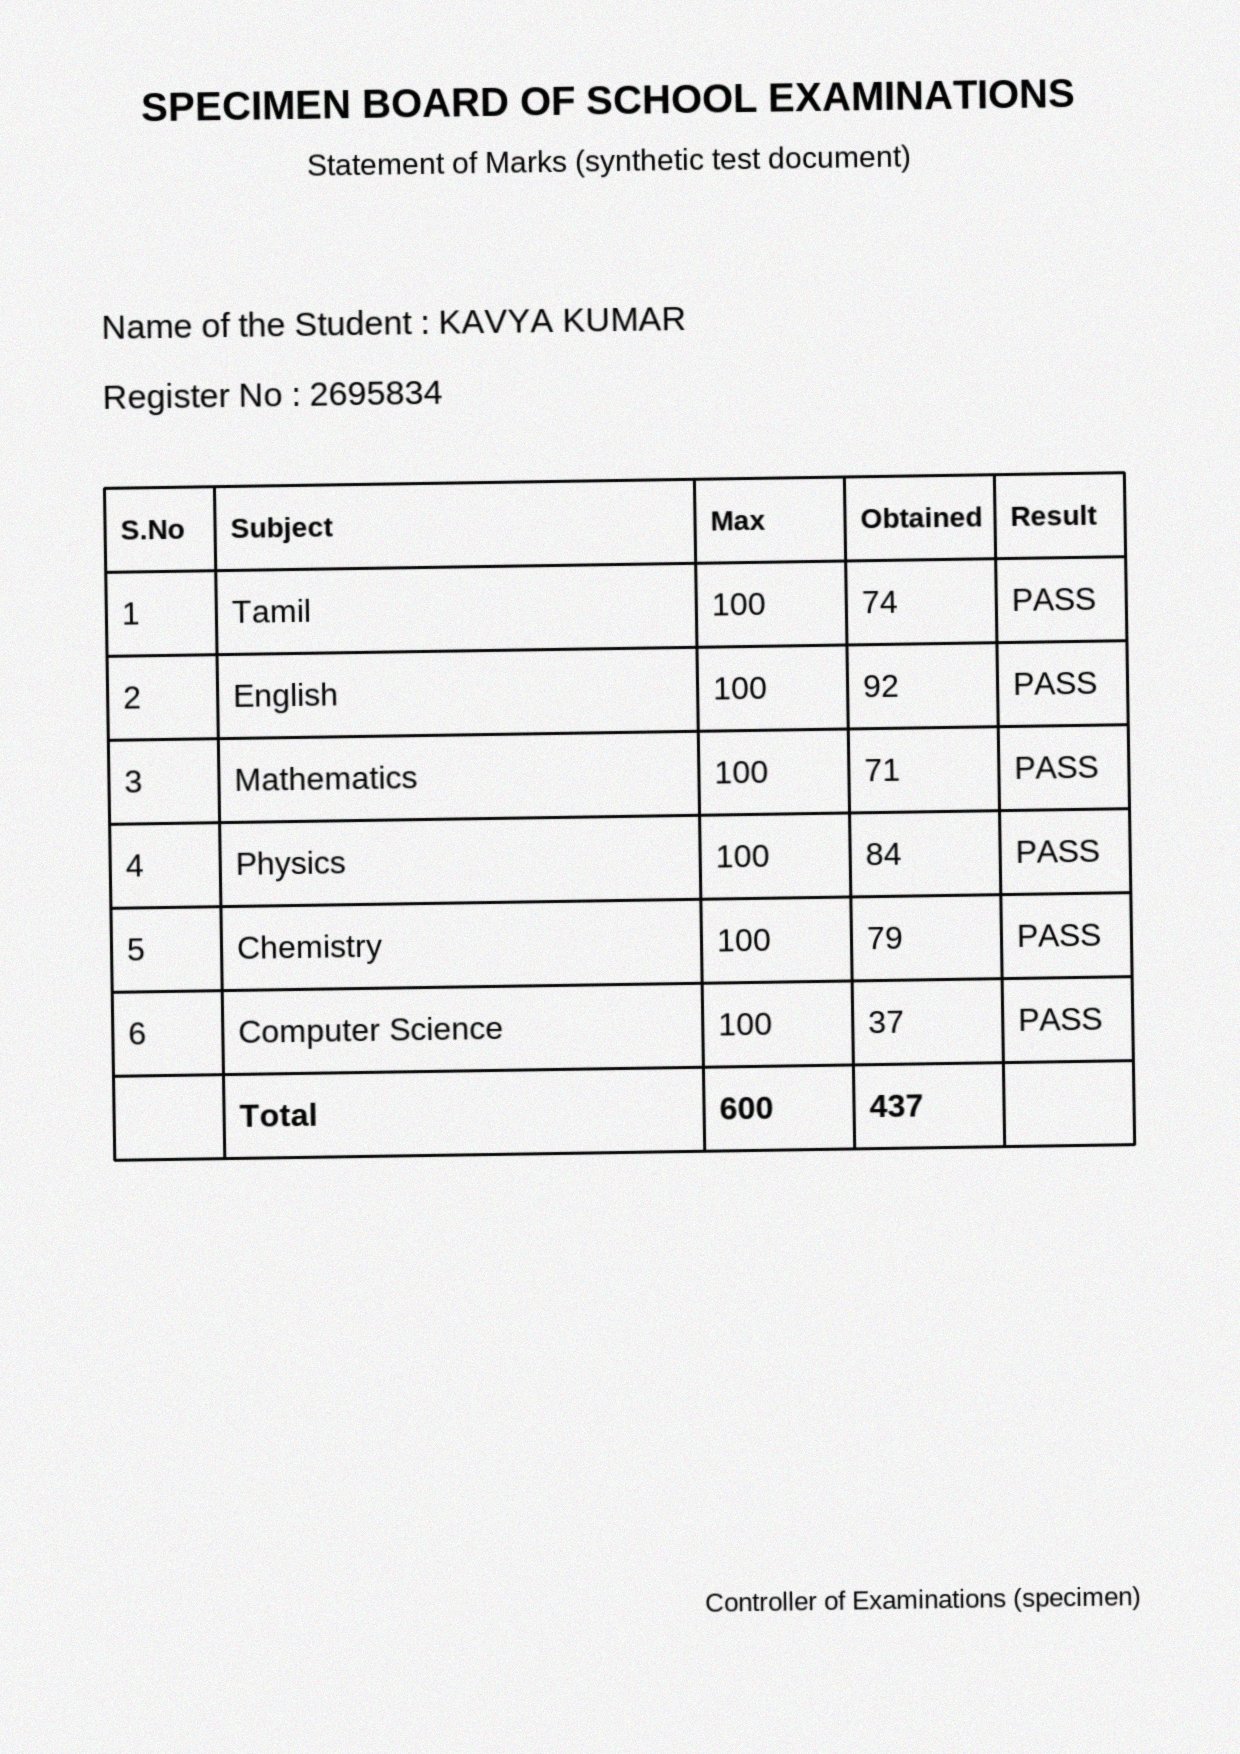 SPECIMEN BOARD OF SCHOOL EXAMINATIONS
Statement of Marks (synthetic test document)
Name of the Student : KAVYA KUMAR
Register No : 2695834
S.No Subject Max Obtained Result
1 Tamil 100 74 PASS
2 English 100 92 PASS
3 Mathematics 100 71 PASS
4 Physics 100 84 PASS
5 Chemistry 100 79 PASS
6 Computer Science 100 37 PASS
Total 600 437
Controller of Examinations (specimen)